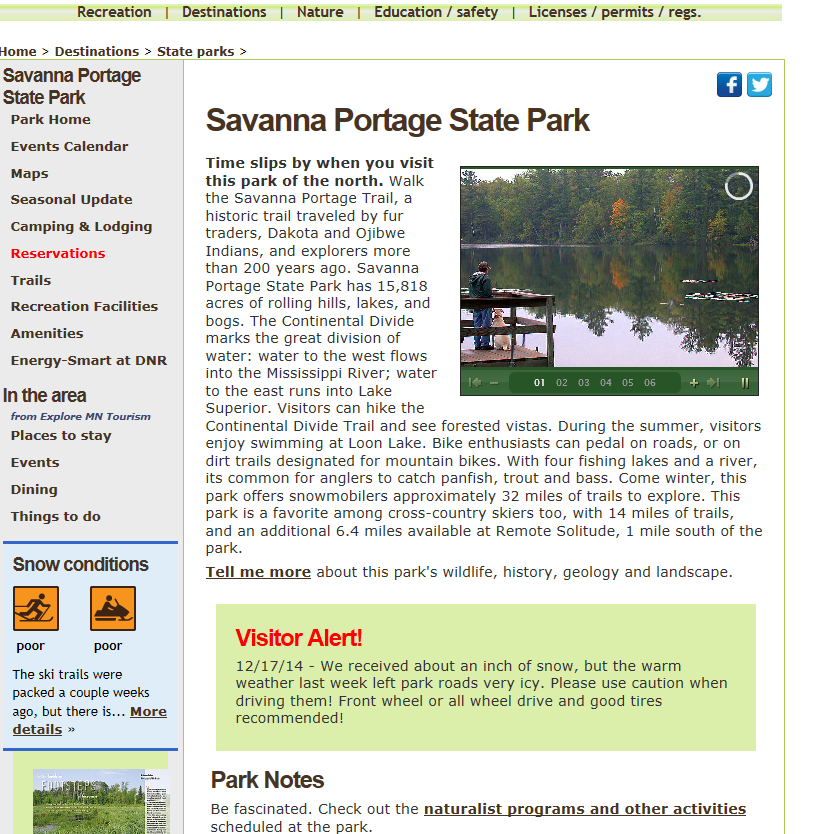 Recreation | Destinations | Nature | Education / safety | Licenses / permits / regs.
Home > Destinations > State parks >
Savanna Portage
State Park
Park Home
Events Calendar
Maps
Seasonal Update
Camping & Lodging
Reservations
Trails
Recreation Facilities
Amenities
Energy-Smart at DNR
In the area
from Explore MN Tourism
Places to stay
Events
Dining
Things to do
Snow conditions
poor poor
The ski trails were
packed a couple weeks
ago, but there is... More
details »
FOOTSTEPS
Savanna Portage State Park
Time slips by when you visit
this park of the north. Walk
the Savanna Portage Trail, a
historic trail traveled by fur
traders, Dakota and Ojibwe
Indians, and explorers more
than 200 years ago. Savanna
Portage State Park has 15,818
acres of rolling hills, lakes, and
bogs. The Continental Divide
marks the great division of
water: water to the west flows
into the Mississippi River; water
to the east runs into Lake
Superior. Visitors can hike the
Continental Divide Trail and see forested vistas. During the summer, visitors
enjoy swimming at Loon Lake. Bike enthusiasts can pedal on roads, or on
dirt trails designated for mountain bikes. With four fishing lakes and a river,
its common for anglers to catch panfish, trout and bass. Come winter, this
park offers snowmobilers approximately 32 miles of trails to explore. This
park is a favorite among cross-country skiers too, with 14 miles of trails,
and an additional 6.4 miles available at Remote Solitude, 1 mile south of the
park.
01 02 03 04 05 06
Tell me more about this park's wildlife, history, geology and landscape.
Visitor Alert!
12/17/14 - We received about an inch of snow, but the warm
weather last week left park roads very icy. Please use caution when
driving them! Front wheel or all wheel drive and good tires
recommended!
Park Notes
Be fascinated. Check out the naturalist programs and other activities
scheduled at the park.